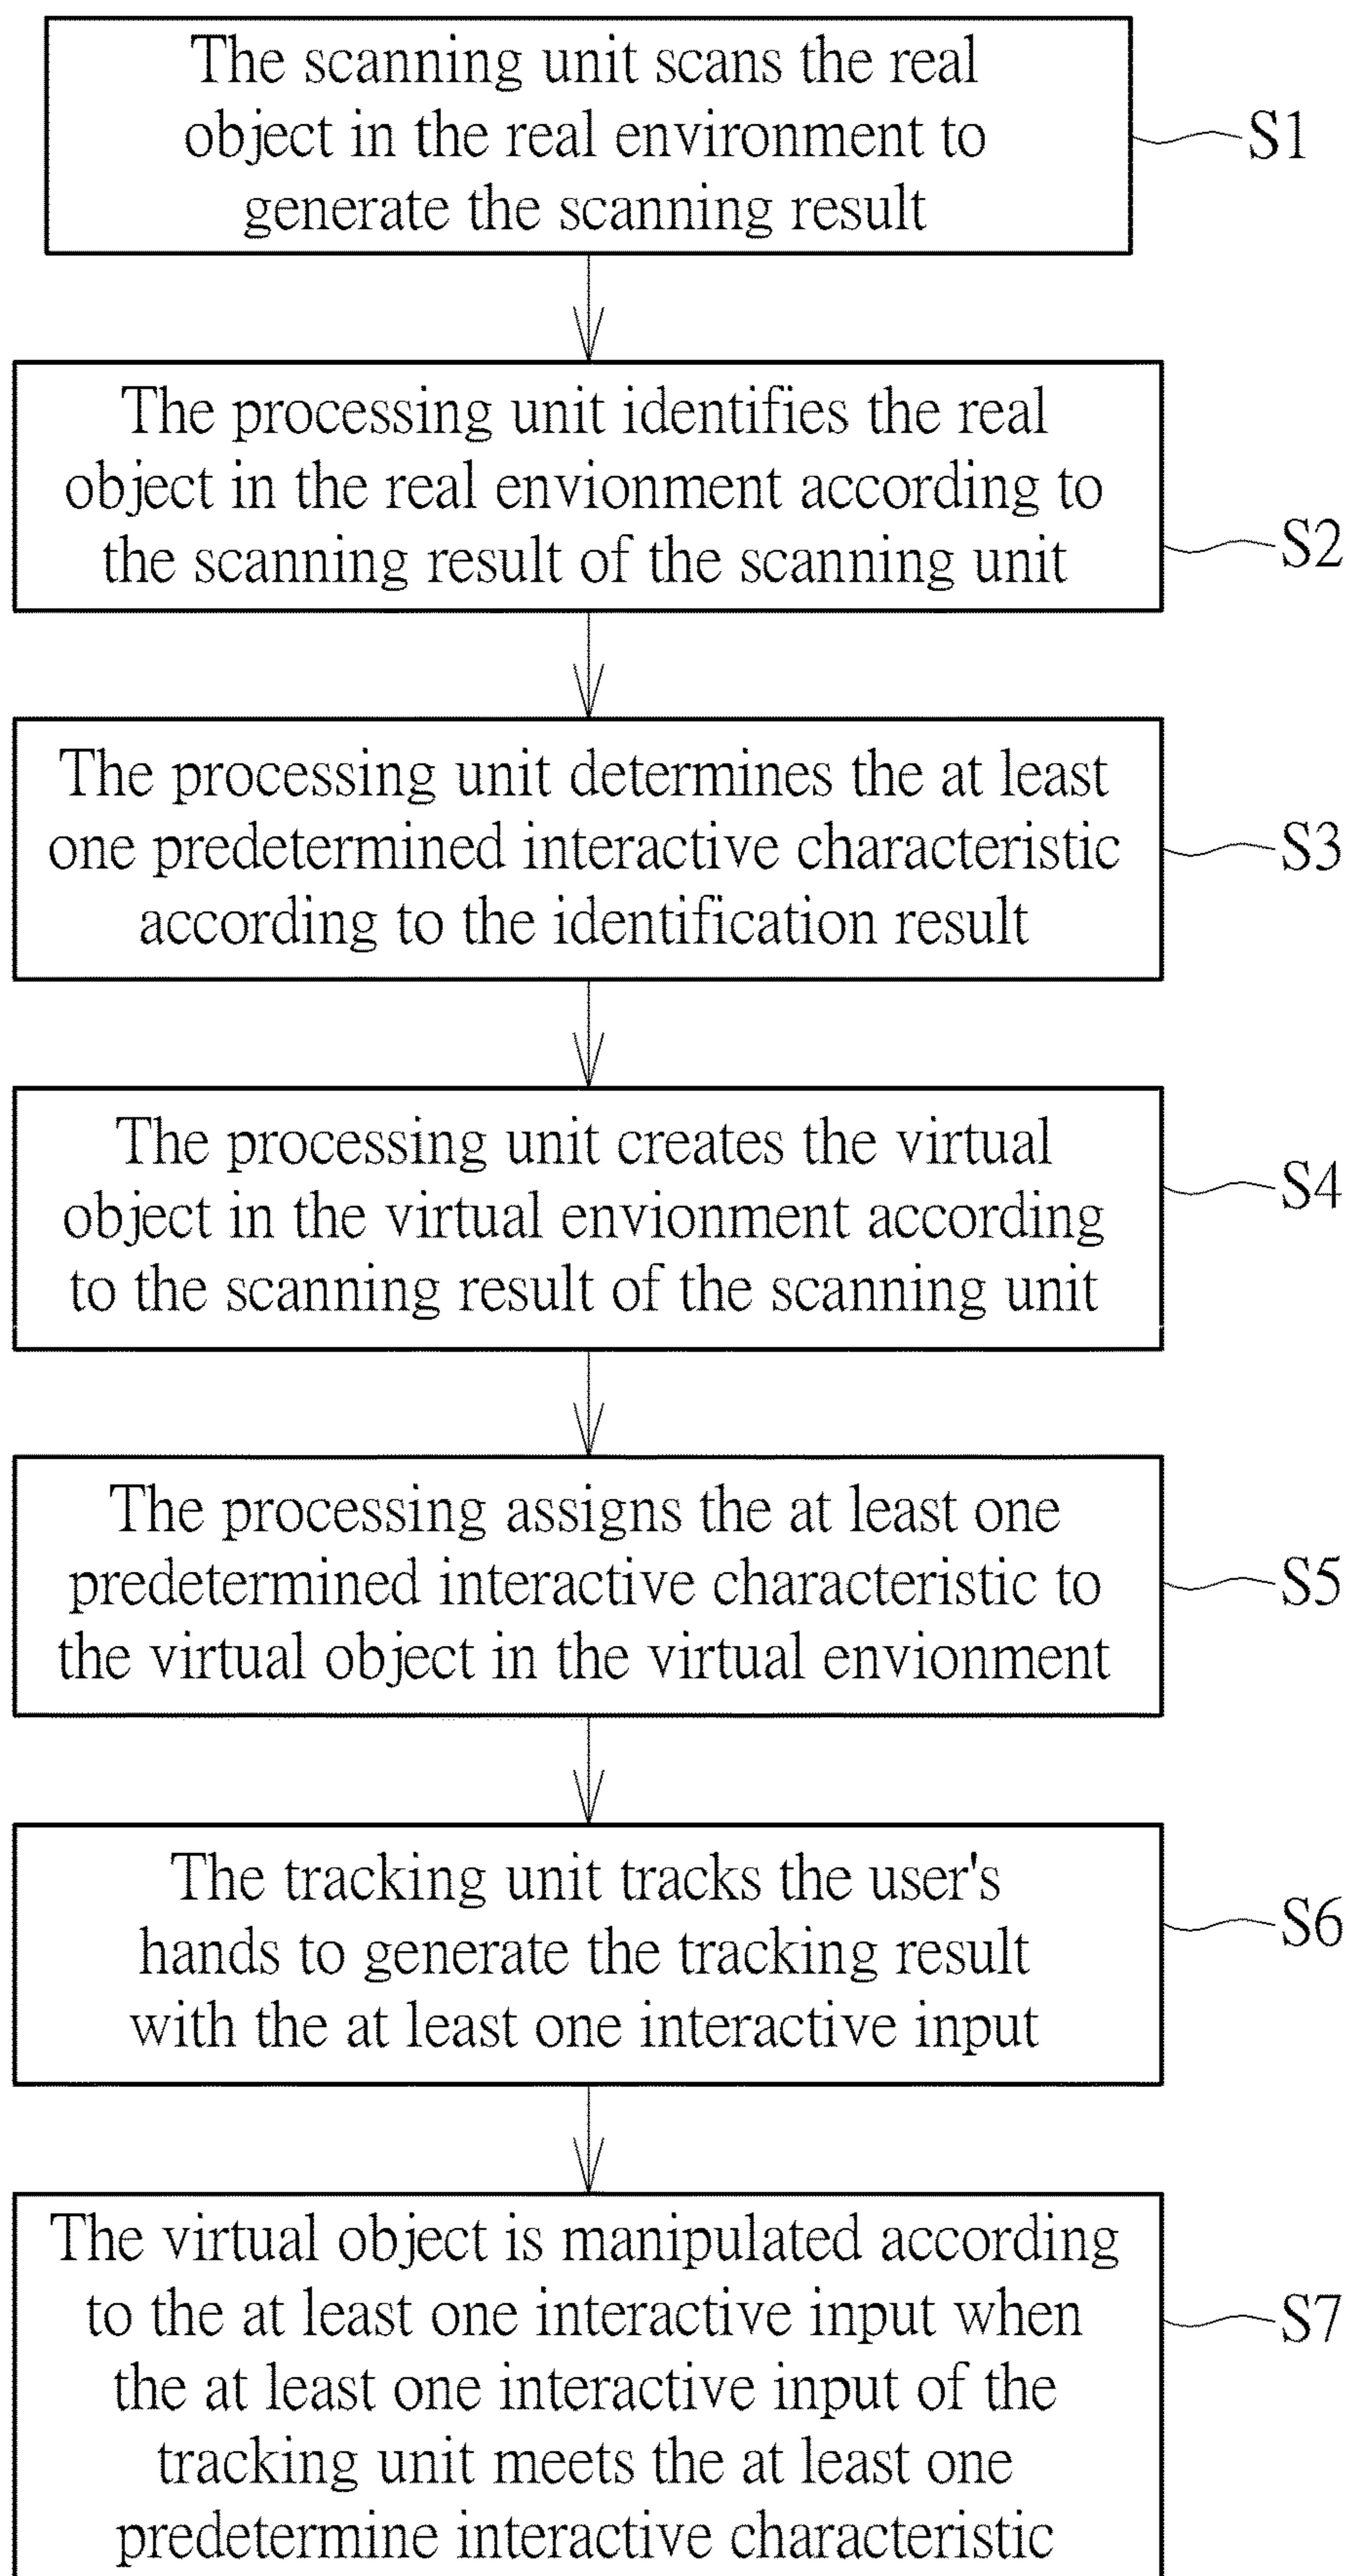 The scanning unit scans the real
object in the real environment to
generate the scanning result
S1
The processing unit identifies the real
object in the real envionment according to
the scanning result of the scanning unit
S2
The processing unit determines the at least
one predetermined interactive characteristic
according to the identification result
S3
The processing unit creates the virtual
object in the virtual envionment according
to the scanning result of the scanning unit
S4
The processing assigns the at least one
predetermined interactive characteristic to
the virtual object in the virtual envionment
S5
The tracking unit tracks the user's
hands to generate the tracking result
with the at least one interactive input
S6
The virtual object is manipulated according
to the at least one interactive input when
the at least one interactive input of the
tracking unit meets the at least one
predetermine interactive characteristic
S7